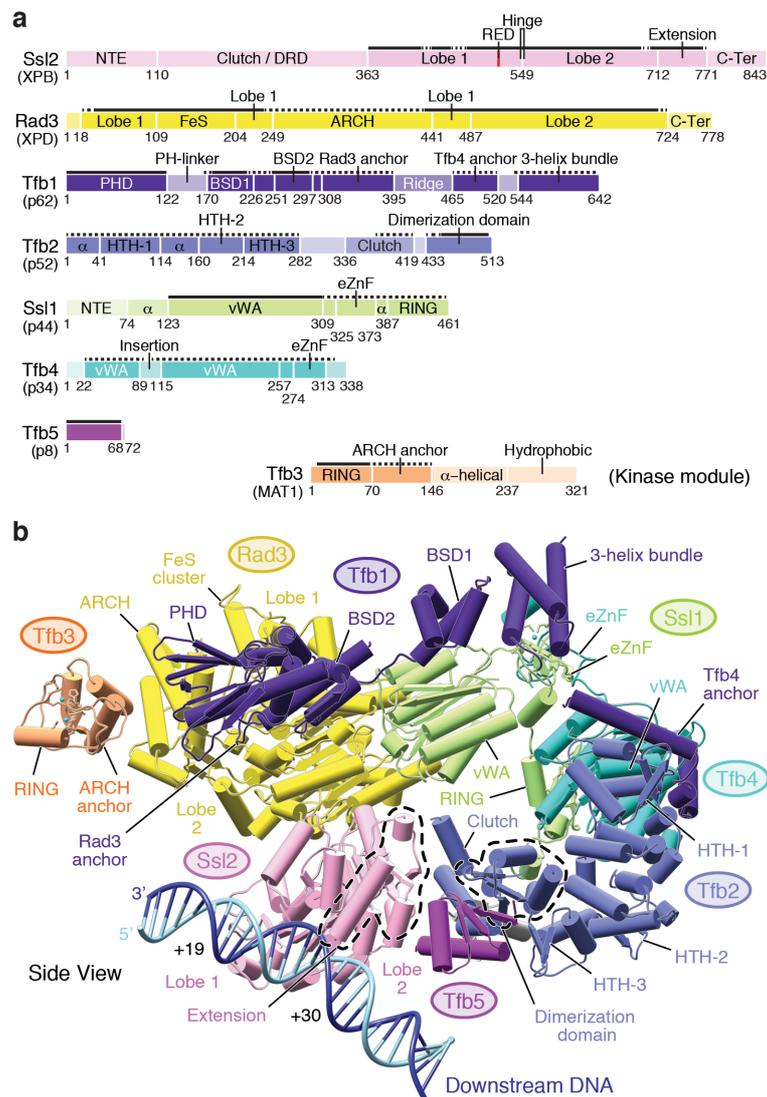 a
Hinge
RED
Extension
Ssl2
(XPB)
NTE
Clutch / DRD
Lobe 1
Lobe 2
C-Ter
1 110 363 549 712 771 843
Lobe 1 Lobe 1
Rad3
(XPD)
Lobe 1 FeS ARCH Lobe 2 C-Ter
1 18 109 204 249 441 487 724 778
PH-linker BSD2 Rad3 anchor Tfb4 anchor 3-helix bundle
Tfb1
(p62)
PHD BSD1 Ridge
1 122 170 226 251 297 308 395 465 520 544 642
HTH-2 Dimerization domain
Tfb2
(p52)
α HTH-1 α HTH-3 Clutch
1 41 114 160 214 282 336 419 433 513
eZnF
Ssl1
(p44)
NTE α vWA α RING
1 74 123 309 387 461
325 373
Insertion eZnF
Tfb4
(p34)
vWA vWA
1 22 89 115 257 313 338
274
Tfb5
(p8)
1 68 72
ARCH anchor Hydrophobic
Tfb3
(MAT1)
RING α-helical
(Kinase module)
1 70 146 237 321
b
FeS
cluster
Rad3
Tfb1
BSD1
3-helix bundle
ARCH
PHD
Lobe 1
BSD2
eZnF
Ssl1
eZnF
Tfb3
vWA
Tfb4
anchor
RING
ARCH
anchor
Lobe
2
Rad3
anchor
vWA
RING
Tfb4
Clutch
HTH-1
Ssl2
Tfb2
3'
5'
+19
Side View
Lobe 1
Extension
+30
Lobe
2
Tfb5
HTH-2
HTH-3
Dimerization
domain
Downstream DNA